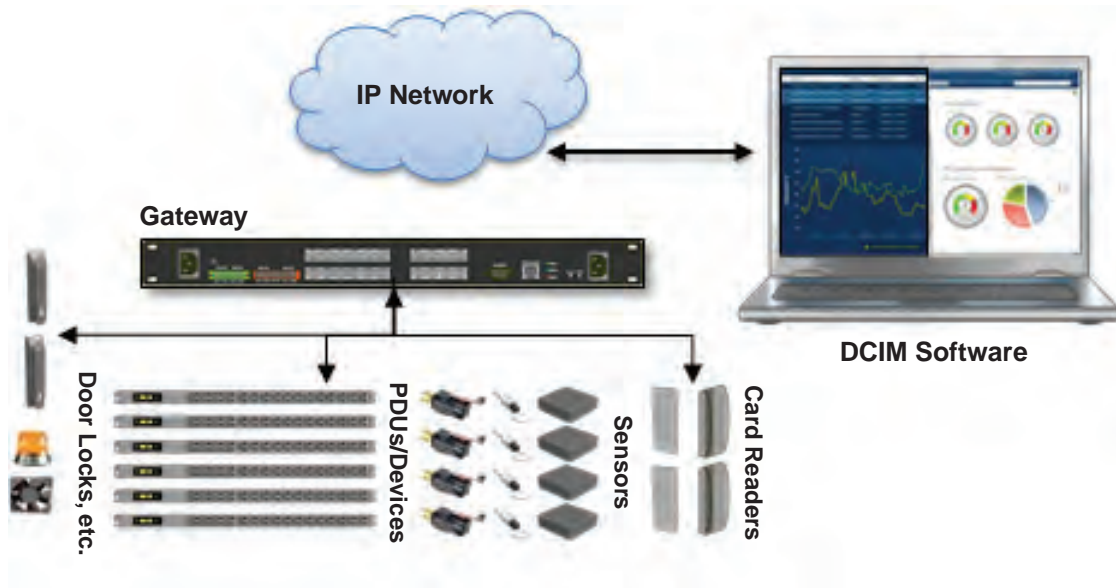 IP Network
Gateway
DCIM Software
Door Locks, etc.
PDUs/Devices
Sensors
Card Readers